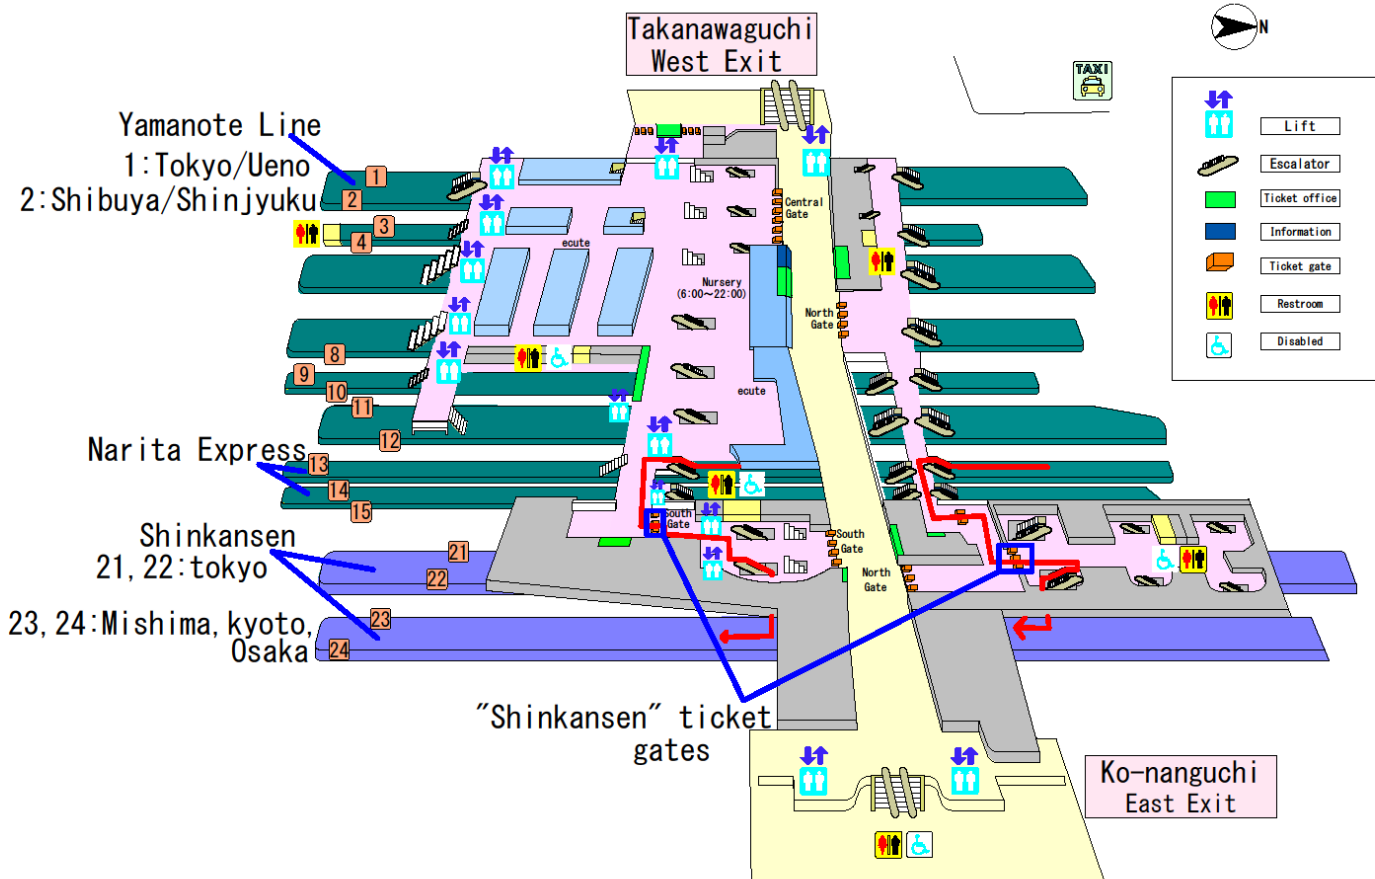 Takanawaguchi
West Exit
N
TAXI
Lift
Escalator
Ticket office
Information
Ticket gate
Restroom
Disabled
Yamanote Line
1:Tokyo/Ueno
2:Shibuya/Shinjyuku
1
2
3
4
8
9
10
11
12
13
14
15
21
22
23
24
Central
Gate
ecute
Nursery
(6:00～22:00)
North
Gate
ecute
Narita Express
South
Gate
South
Gate
North
Gate
Shinkansen
21,22:tokyo
23,24:Mishima,kyoto,
Osaka
"Shinkansen" ticket
gates
Ko-nanguchi
East Exit